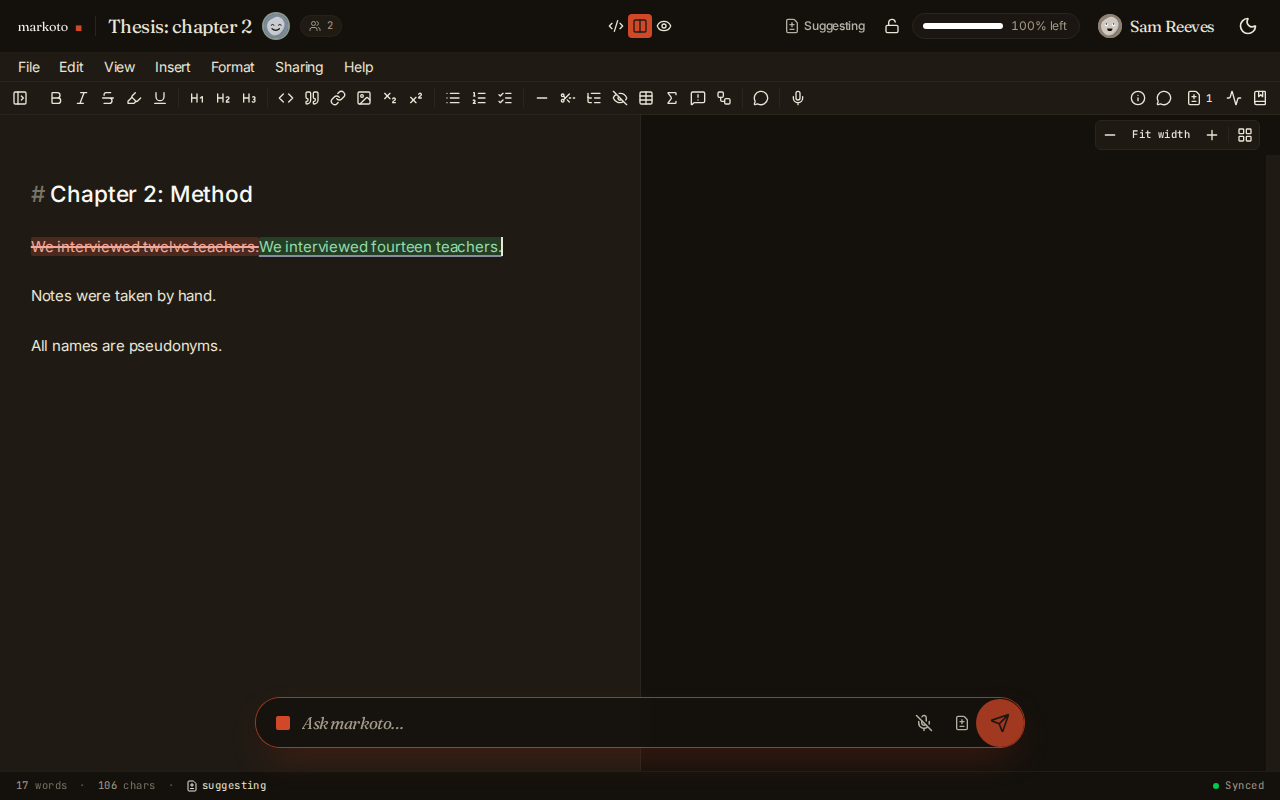 markoto
Thesis: chapter 2
2
Suggesting
100% left
Sam Reeves
File Edit View Insert Format Sharing Help
H1 H2 H3
1
Fit width
# Chapter 2: Method
We interviewed twelve teachers.We interviewed fourteen teachers.
Notes were taken by hand.
All names are pseudonyms.
Ask markoto...
17 words · 106 chars · suggesting
Synced